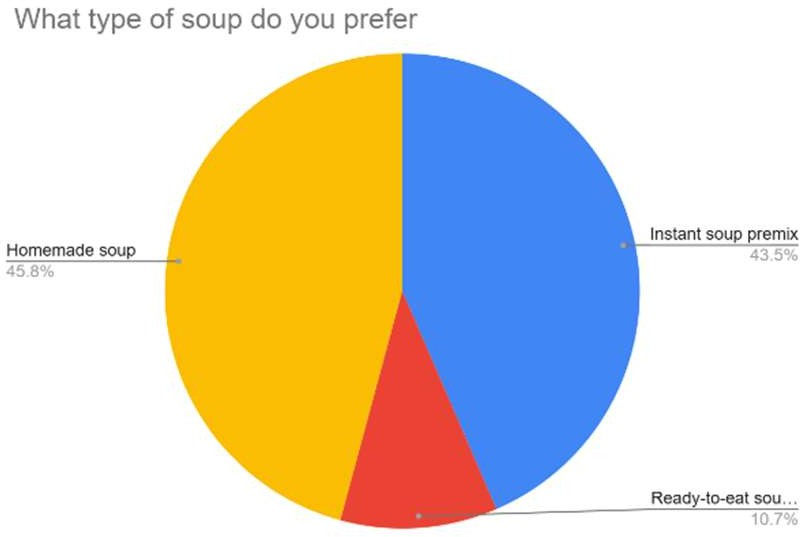 What type of soup do you prefer
Instant soup premix
43.5%
Homemade soup
45.8%
Ready-to-eat sou…
10.7%